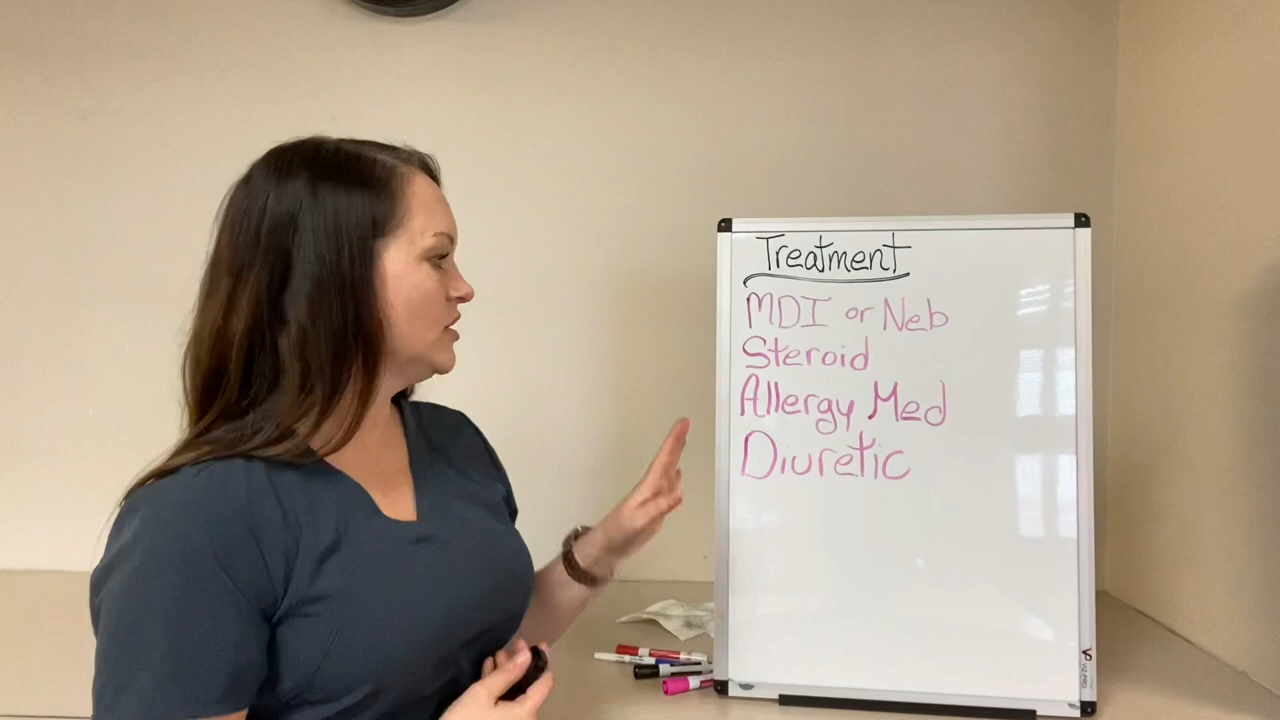 Treatment
MDI or Neb
Steroid
Allergy Med
Diuretic